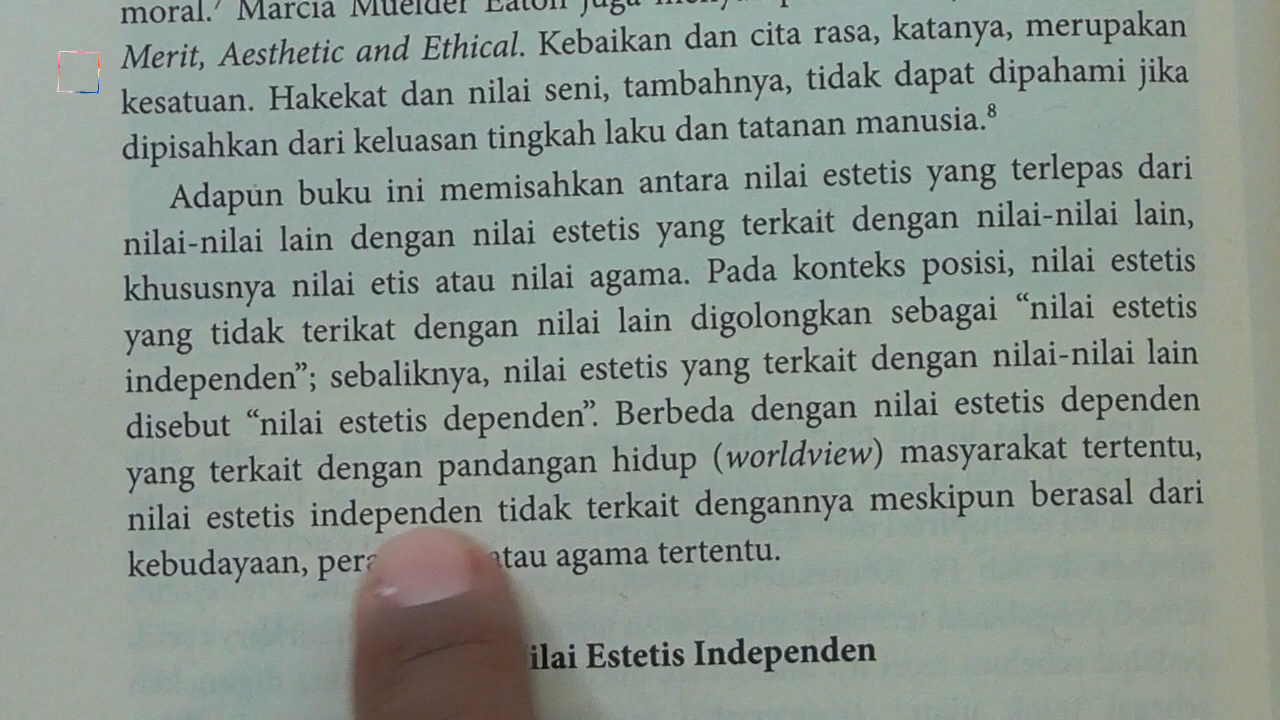 moral.⁷ Marcia Muelder Eaton juga
Merit, Aesthetic and Ethical. Kebaikan dan cita rasa, katanya, merupakan
kesatuan. Hakekat dan nilai seni, tambahnya, tidak dapat dipahami jika
dipisahkan dari keluasan tingkah laku dan tatanan manusia.⁸
Adapun buku ini memisahkan antara nilai estetis yang terlepas dari
nilai-nilai lain dengan nilai estetis yang terkait dengan nilai-nilai lain,
khususnya nilai etis atau nilai agama. Pada konteks posisi, nilai estetis
yang tidak terikat dengan nilai lain digolongkan sebagai “nilai estetis
independen”; sebaliknya, nilai estetis yang terkait dengan nilai-nilai lain
disebut “nilai estetis dependen”. Berbeda dengan nilai estetis dependen
yang terkait dengan pandangan hidup (worldview) masyarakat tertentu,
nilai estetis independen tidak terkait dengannya meskipun berasal dari
kebudayaan, atau agama tertentu.
Estetis Independen